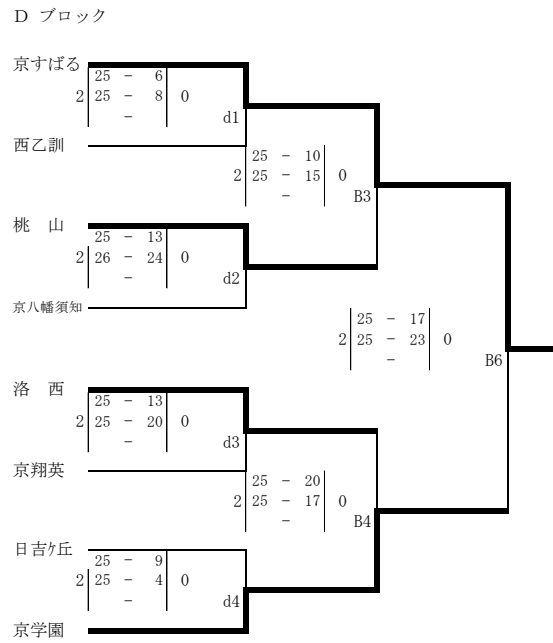 D ブロック
京すばる
25 － 6
2 25 － 8 0
－
d1
西乙訓
25 － 10
2 25 － 15 0
－
B3
桃　山
25 － 13
2 26 － 24 0
－
d2
京八幡須知
25 － 17
2 25 － 23 0
－
B6
洛　西
25 － 13
2 25 － 20 0
－
d3
京翔英
25 － 20
2 25 － 17 0
－
B4
日吉ｹ丘
25 － 9
2 25 － 4 0
－
d4
京学園